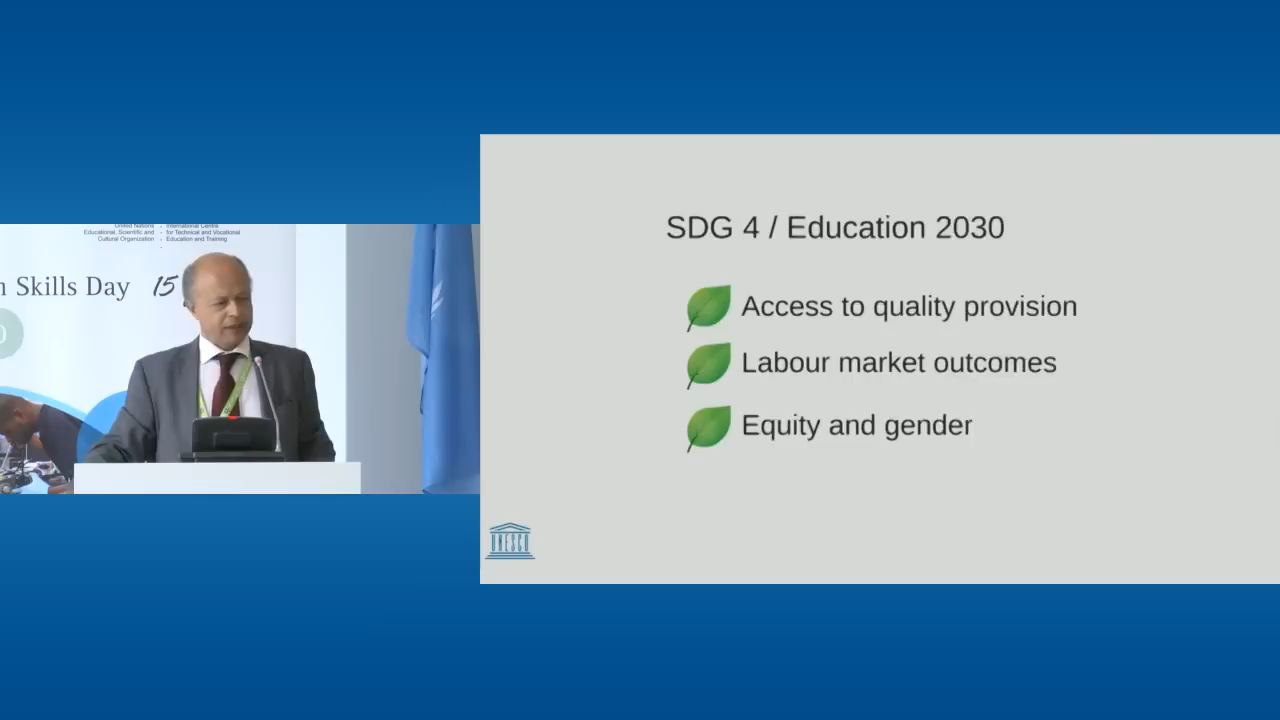 United Nations
Educational, Scientific and
Cultural Organization
International Centre
for Technical and Vocational
Education and Training
Skills Day 15
SDG 4 / Education 2030
Access to quality provision
Labour market outcomes
Equity and gender
UNESCO